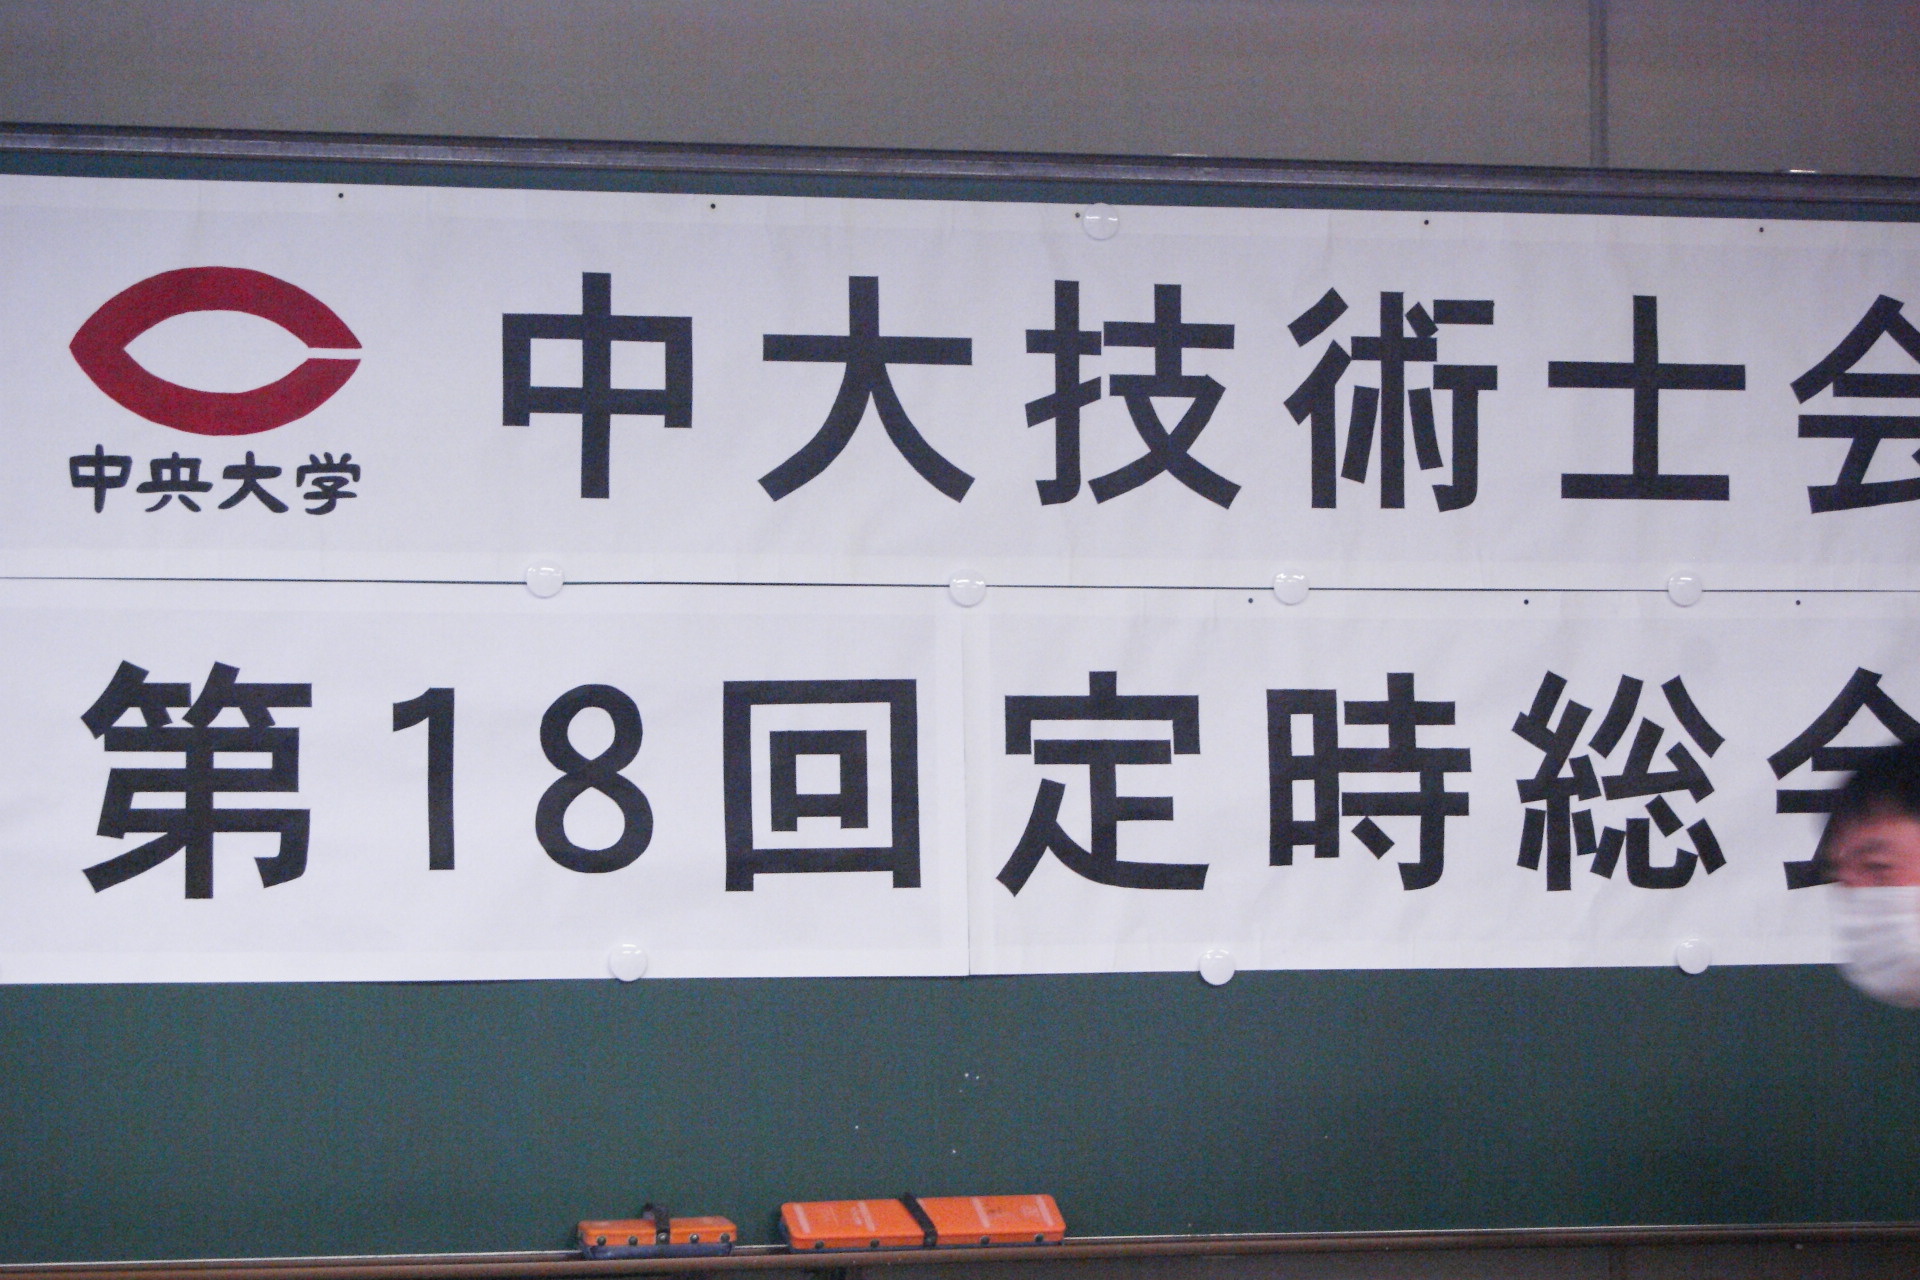 中大技術士会
中央大学
第18回定時総会